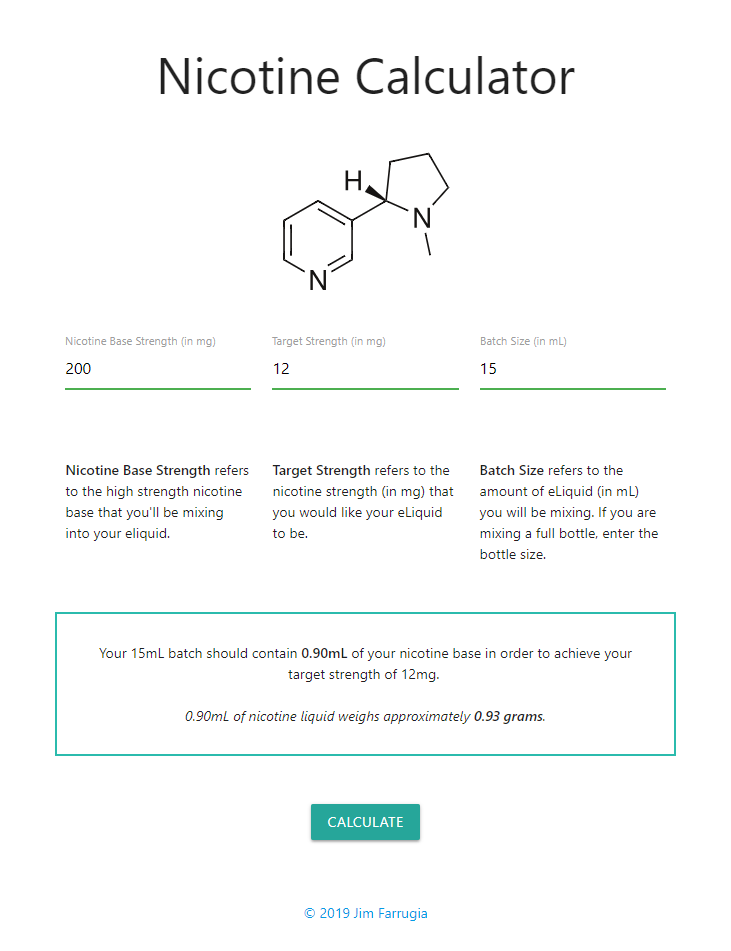 Nicotine Calculator
H
N
N
Nicotine Base Strength (in mg)
200
Target Strength (in mg)
12
Batch Size (in mL)
15
Nicotine Base Strength refers
to the high strength nicotine
base that you'll be mixing
into your eliquid.
Target Strength refers to the
nicotine strength (in mg) that
you would like your eLiquid
to be.
Batch Size refers to the
amount of eLiquid (in mL)
you will be mixing. If you are
mixing a full bottle, enter the
bottle size.
Your 15mL batch should contain 0.90mL of your nicotine base in order to achieve your
target strength of 12mg.
0.90mL of nicotine liquid weighs approximately 0.93 grams.
CALCULATE
© 2019 Jim Farrugia